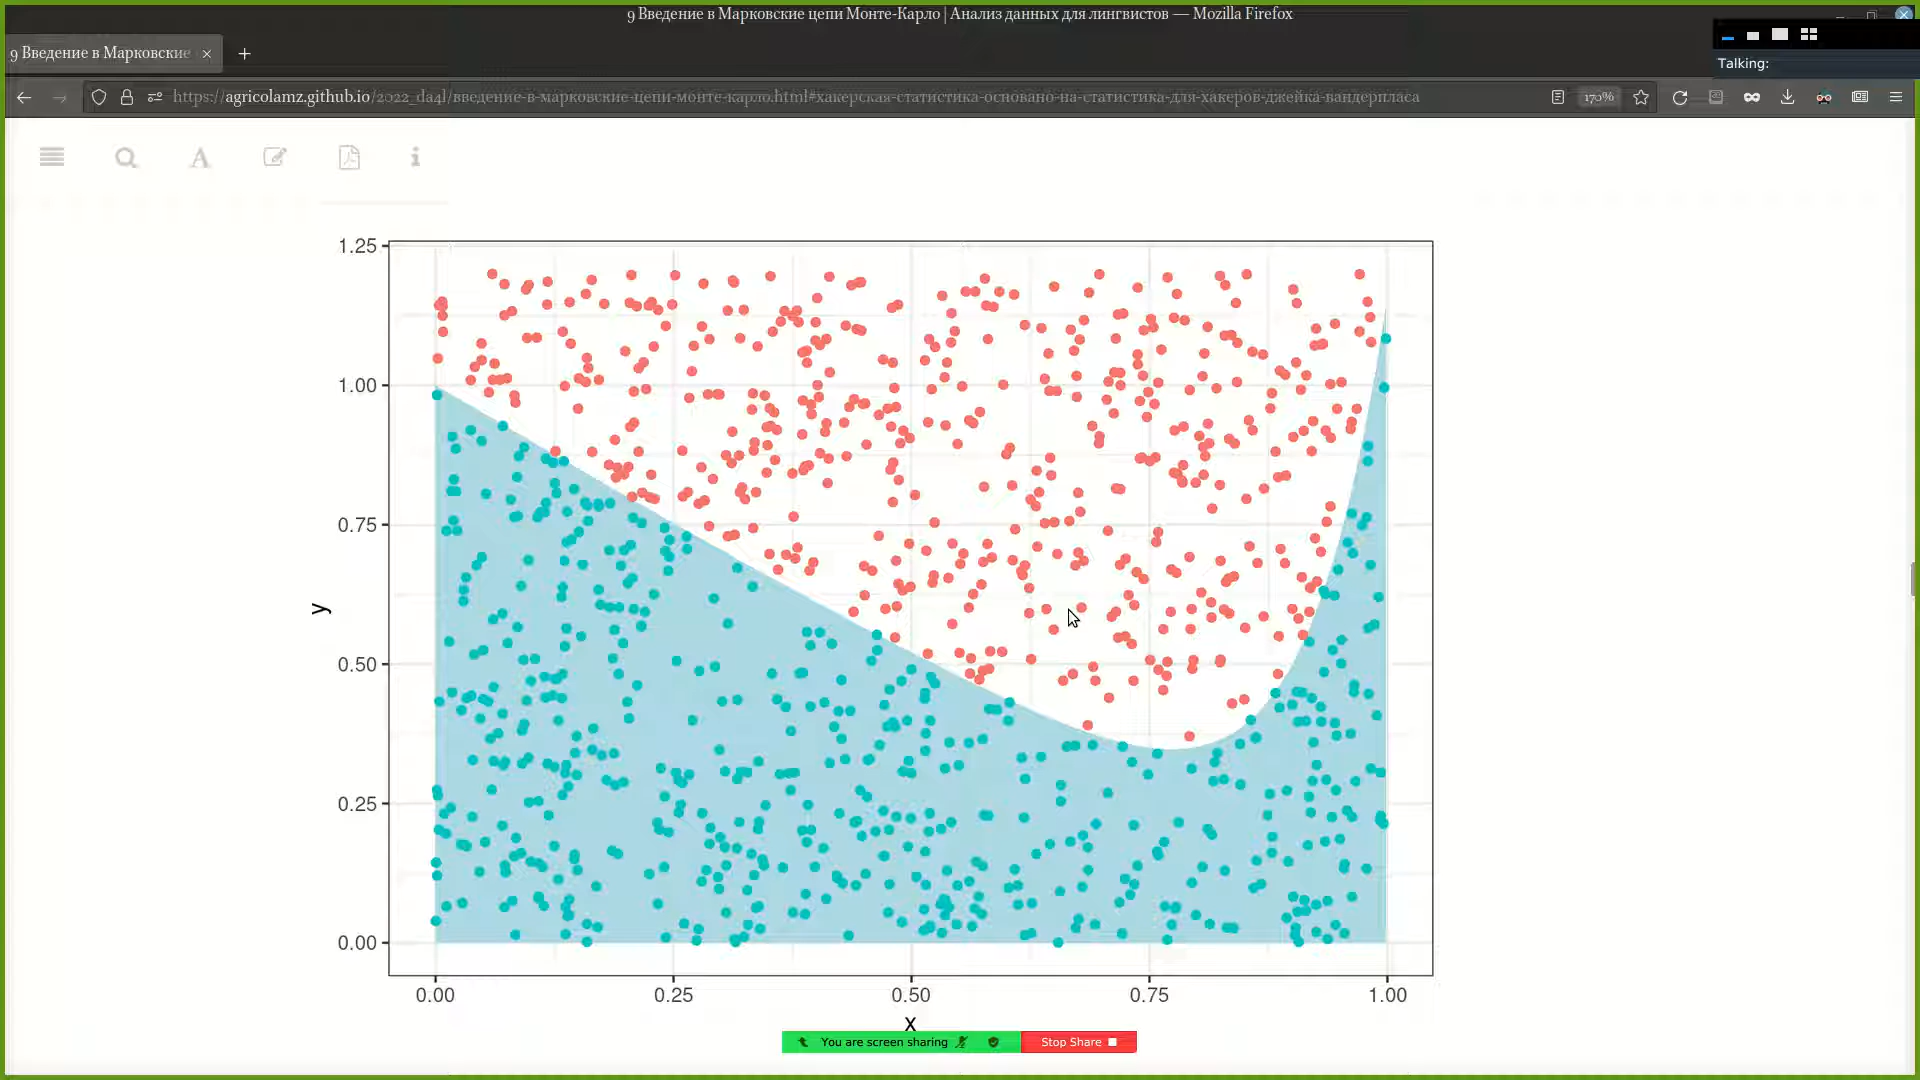 9 Введение в Марковские цепи Монте-Карло | Анализ данных для лингвистов — Mozilla Firefox
9 Введение в Марковские
Talking:
https://agricolamz.github.io/2022_da4l/введение-в-марковские-цепи-монте-карло.html#хакерская-статистика-основано-на-статистика-для-хакеров-джейка-вандерпласа
170%
1.25
1.00
0.75
0.50
0.25
0.00
y
0.00 0.25 0.50 0.75 1.00
x
You are screen sharing Stop Share